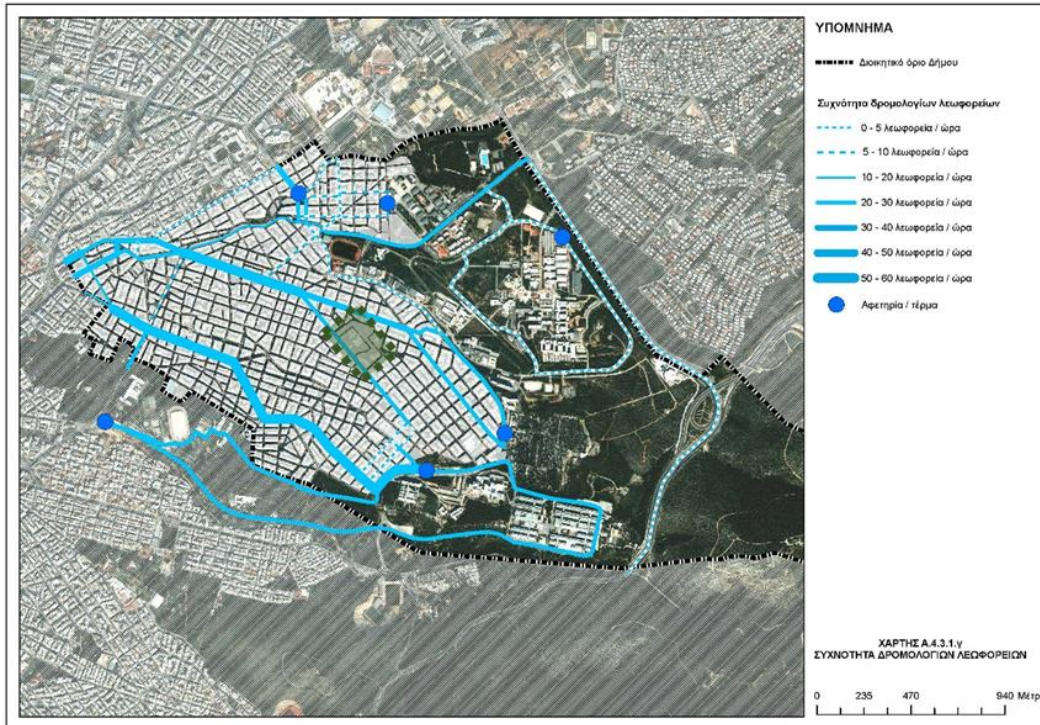 ΥΠΟΜΝΗΜΑ
Διοικητικό όριο Δήμου
Συχνότητα δρομολογίων λεωφορείων
0 - 5 λεωφορεία / ώρα
5 - 10 λεωφορεία / ώρα
10 - 20 λεωφορεία / ώρα
20 - 30 λεωφορεία / ώρα
30 - 40 λεωφορεία / ώρα
40 - 50 λεωφορεία / ώρα
50 - 60 λεωφορεία / ώρα
Αφετηρία / τέρμα
ΧΑΡΤΗΣ Α.4.3.1.γ
ΣΥΧΝΟΤΗΤΑ ΔΡΟΜΟΛΟΓΙΩΝ ΛΕΩΦΟΡΕΙΩΝ
0 235 470 940 Μέτρ